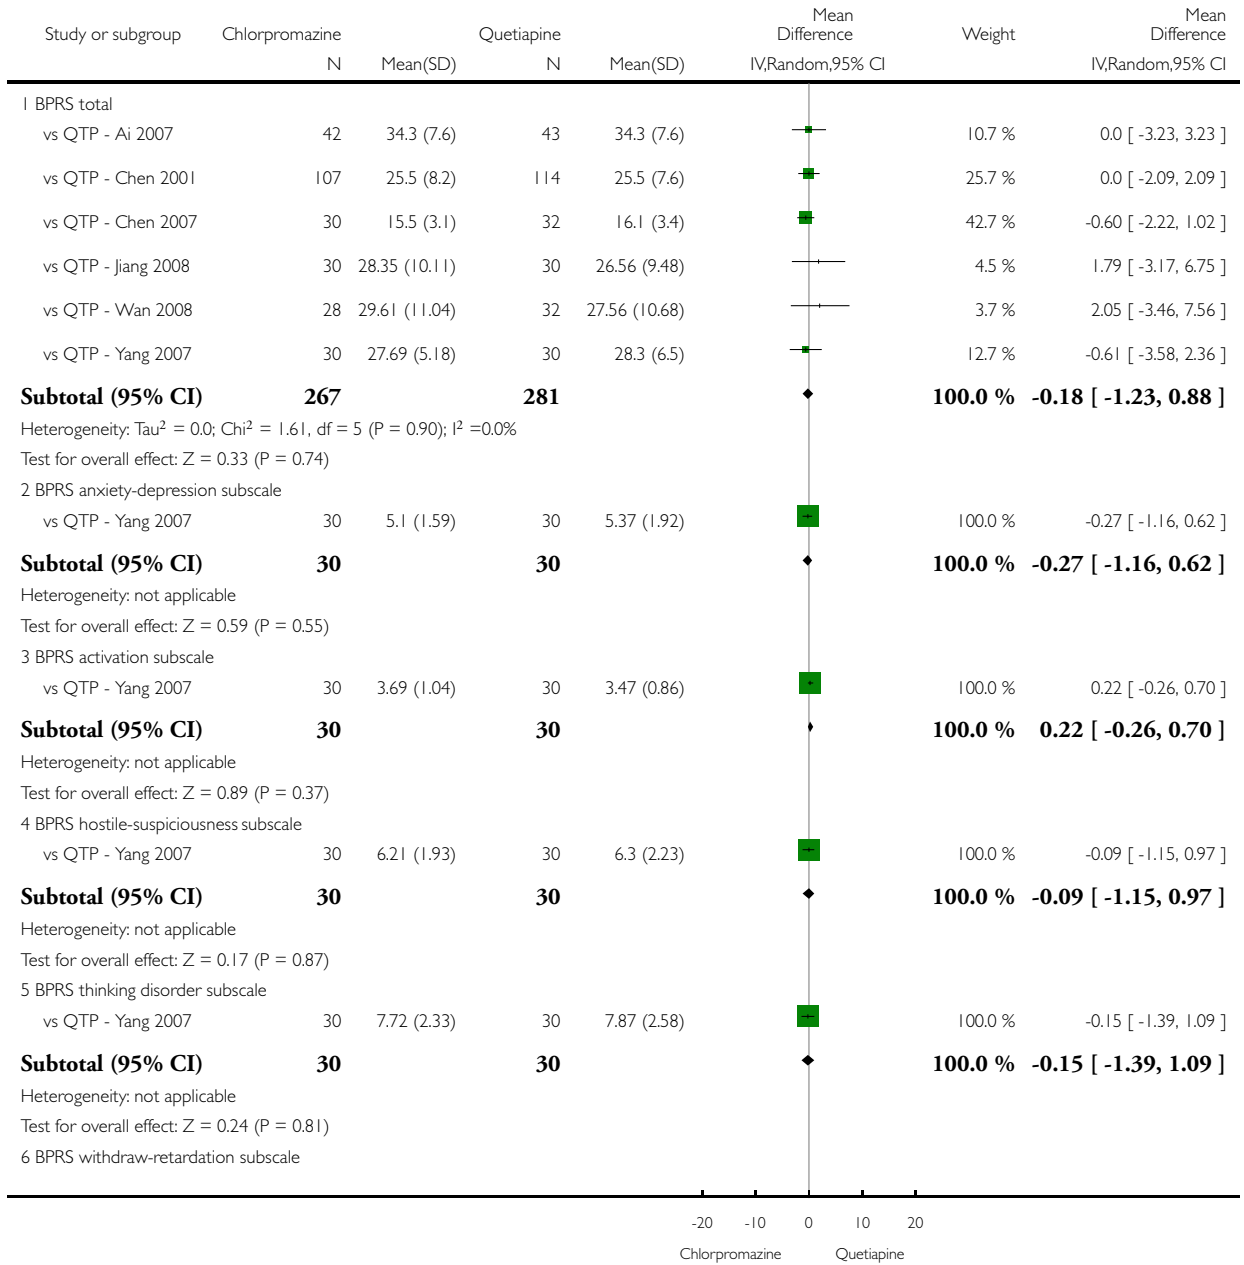 Study or subgroup Chlorpromazine Quetiapine Mean Difference Weight Mean Difference
N Mean(SD) N Mean(SD) IV,Random,95% CI IV,Random,95% CI
1 BPRS total
vs QTP - Ai 2007 42 34.3 (7.6) 43 34.3 (7.6) 10.7 % 0.0 [ -3.23, 3.23 ]
vs QTP - Chen 2001 107 25.5 (8.2) 114 25.5 (7.6) 25.7 % 0.0 [ -2.09, 2.09 ]
vs QTP - Chen 2007 30 15.5 (3.1) 32 16.1 (3.4) 42.7 % -0.60 [ -2.22, 1.02 ]
vs QTP - Jiang 2008 30 28.35 (10.11) 30 26.56 (9.48) 4.5 % 1.79 [ -3.17, 6.75 ]
vs QTP - Wan 2008 28 29.61 (11.04) 32 27.56 (10.68) 3.7 % 2.05 [ -3.46, 7.56 ]
vs QTP - Yang 2007 30 27.69 (5.18) 30 28.3 (6.5) 12.7 % -0.61 [ -3.58, 2.36 ]
Subtotal (95% CI) 267 281 100.0 % -0.18 [ -1.23, 0.88 ]
Heterogeneity: Tau² = 0.0; Chi² = 1.61, df = 5 (P = 0.90); I² =0.0%
Test for overall effect: Z = 0.33 (P = 0.74)
2 BPRS anxiety-depression subscale
vs QTP - Yang 2007 30 5.1 (1.59) 30 5.37 (1.92) 100.0 % -0.27 [ -1.16, 0.62 ]
Subtotal (95% CI) 30 30 100.0 % -0.27 [ -1.16, 0.62 ]
Heterogeneity: not applicable
Test for overall effect: Z = 0.59 (P = 0.55)
3 BPRS activation subscale
vs QTP - Yang 2007 30 3.69 (1.04) 30 3.47 (0.86) 100.0 % 0.22 [ -0.26, 0.70 ]
Subtotal (95% CI) 30 30 100.0 % 0.22 [ -0.26, 0.70 ]
Heterogeneity: not applicable
Test for overall effect: Z = 0.89 (P = 0.37)
4 BPRS hostile-suspiciousness subscale
vs QTP - Yang 2007 30 6.21 (1.93) 30 6.3 (2.23) 100.0 % -0.09 [ -1.15, 0.97 ]
Subtotal (95% CI) 30 30 100.0 % -0.09 [ -1.15, 0.97 ]
Heterogeneity: not applicable
Test for overall effect: Z = 0.17 (P = 0.87)
5 BPRS thinking disorder subscale
vs QTP - Yang 2007 30 7.72 (2.33) 30 7.87 (2.58) 100.0 % -0.15 [ -1.39, 1.09 ]
Subtotal (95% CI) 30 30 100.0 % -0.15 [ -1.39, 1.09 ]
Heterogeneity: not applicable
Test for overall effect: Z = 0.24 (P = 0.81)
6 BPRS withdraw-retardation subscale
-20 -10 0 10 20
Chlorpromazine Quetiapine